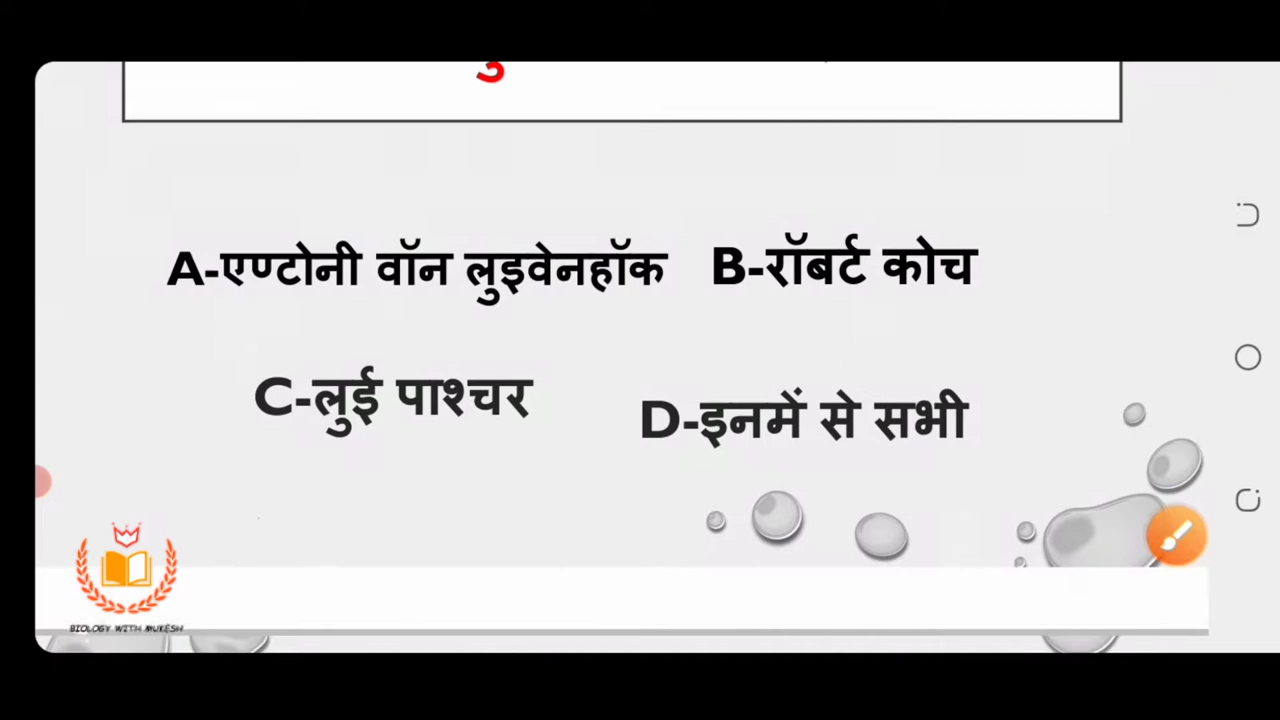 A-एण्टोनी वॉन लुइवेनहॉक B-रॉबर्ट कोच
C-लुई पाश्चर D-इनमें से सभी
BIOLOGY WITH MUKESH